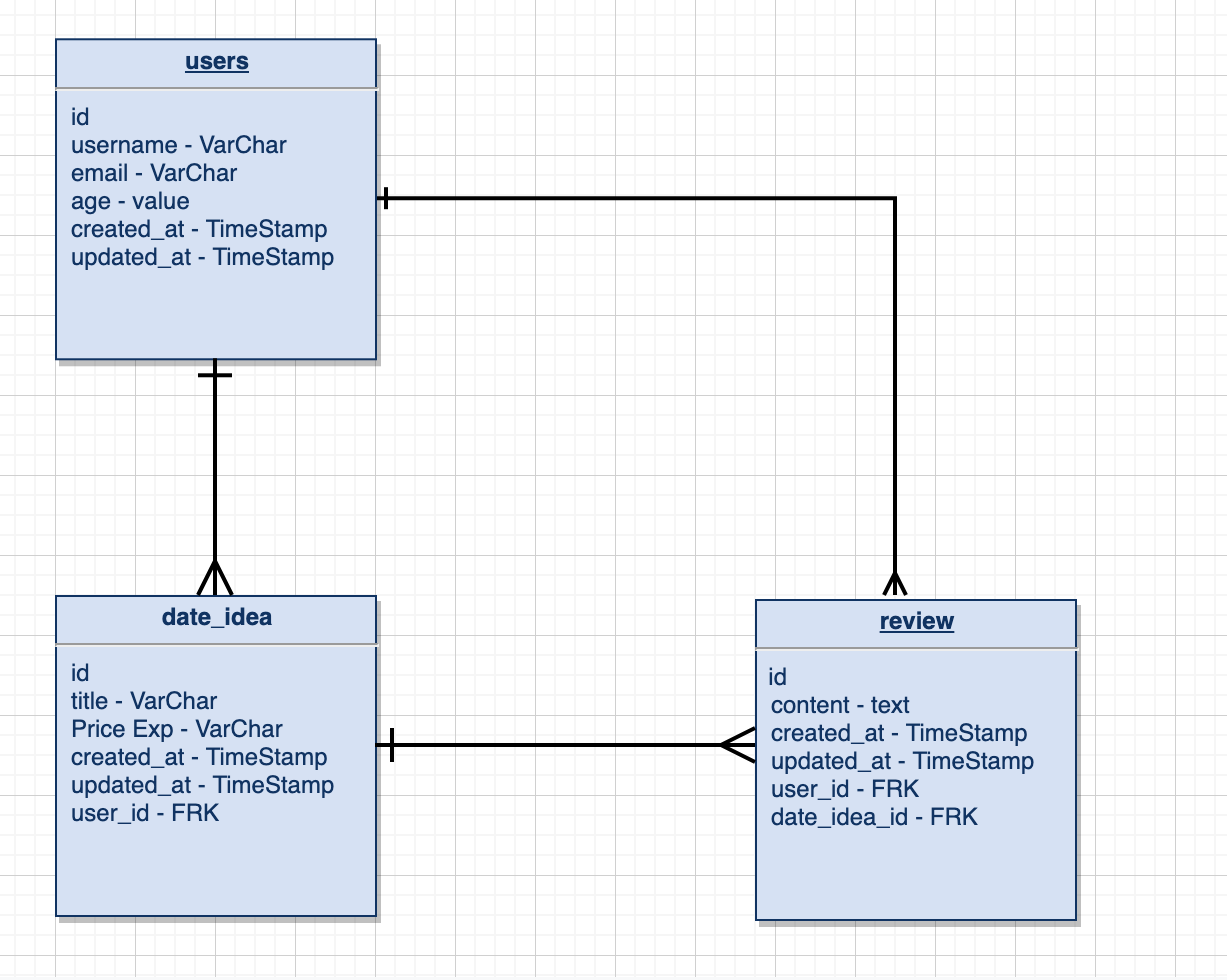 users
id
username - VarChar
email - VarChar
age - value
created_at - TimeStamp
updated_at - TimeStamp
date_idea
id
title - VarChar
Price Exp - VarChar
created_at - TimeStamp
updated_at - TimeStamp
user_id - FRK
review
id
content - text
created_at - TimeStamp
updated_at - TimeStamp
user_id - FRK
date_idea_id - FRK